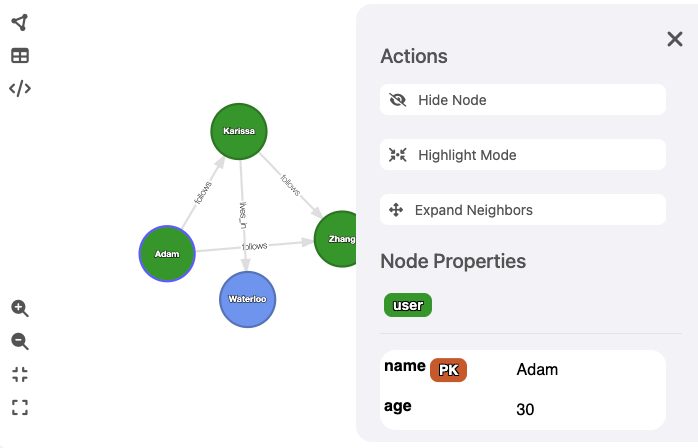 Karissa
follows
follows
lives_in
Adam
follows
Zhang
Waterloo
Actions
Hide Node
Highlight Mode
Expand Neighbors
Node Properties
user
name PK Adam
age 30